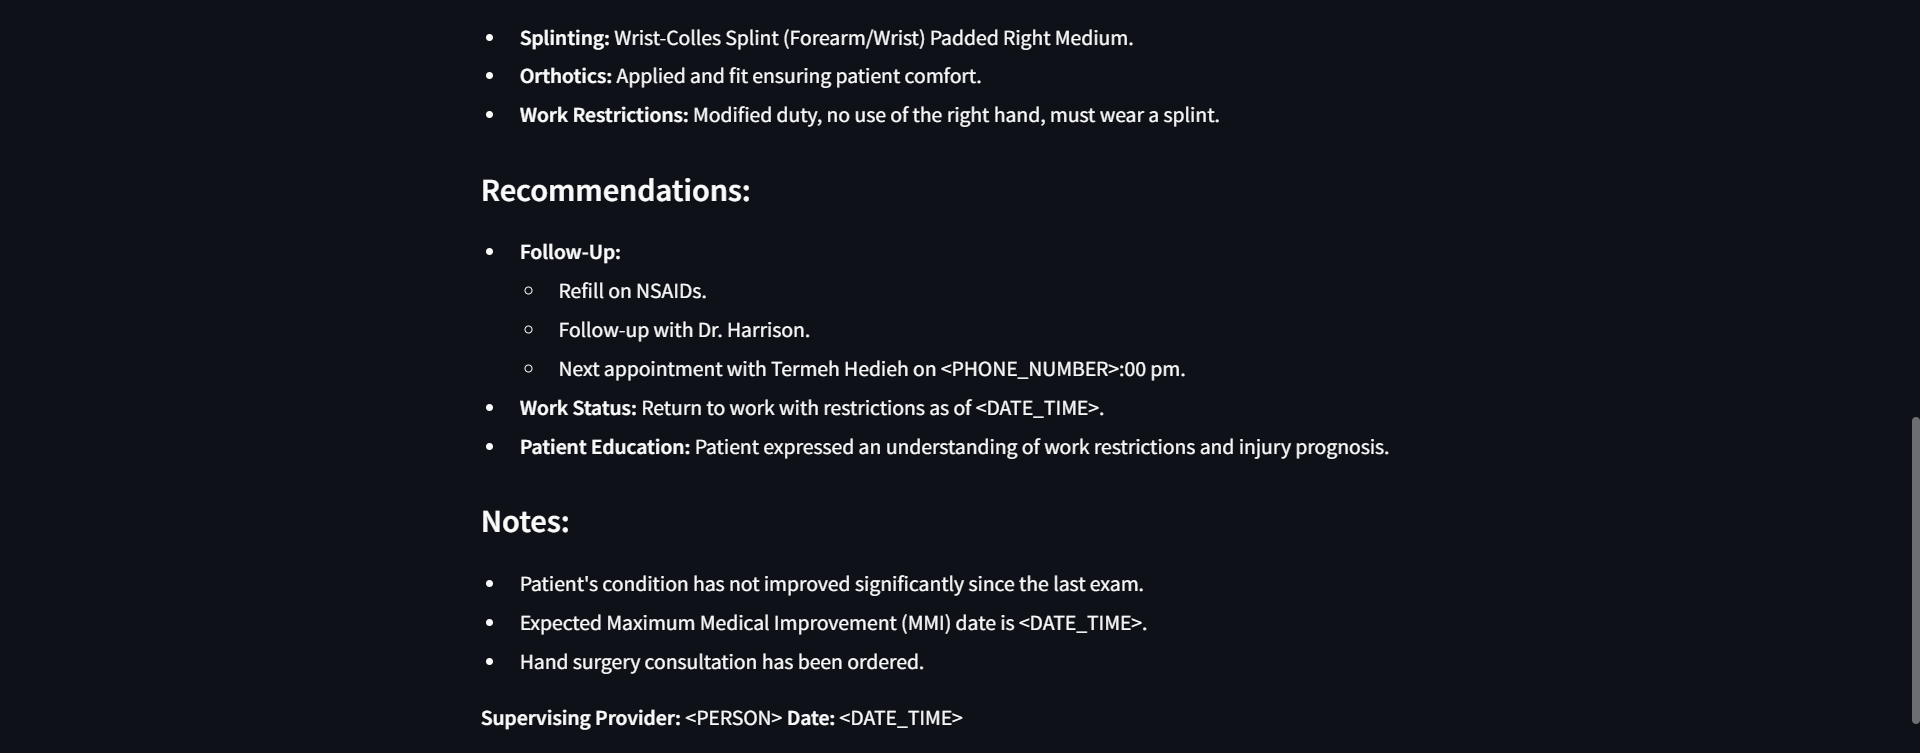 Splinting: Wrist-Colles Splint (Forearm/Wrist) Padded Right Medium.
Orthotics: Applied and fit ensuring patient comfort.
Work Restrictions: Modified duty, no use of the right hand, must wear a splint.
Recommendations:
Follow-Up:
Refill on NSAIDs.
Follow-up with Dr. Harrison.
Next appointment with Termeh Hedieh on <PHONE_NUMBER>:00 pm.
Work Status: Return to work with restrictions as of <DATE_TIME>.
Patient Education: Patient expressed an understanding of work restrictions and injury prognosis.
Notes:
Patient's condition has not improved significantly since the last exam.
Expected Maximum Medical Improvement (MMI) date is <DATE_TIME>.
Hand surgery consultation has been ordered.
Supervising Provider: <PERSON> Date: <DATE_TIME>